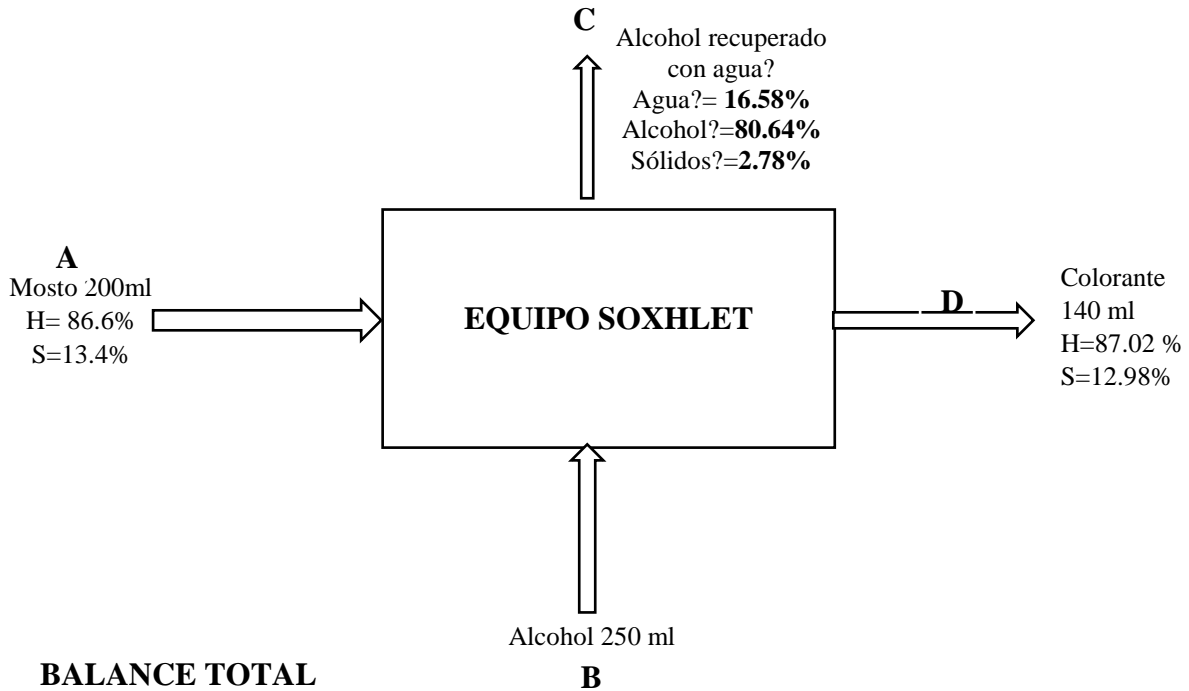 C
Alcohol recuperado
con agua?
Agua?= 16.58%
Alcohol?=80.64%
Sólidos?=2.78%
A
Mosto 200ml
H= 86.6%
S=13.4%
EQUIPO SOXHLET
D
Colorante
140 ml
H=87.02 %
S=12.98%
Alcohol 250 ml
B
BALANCE TOTAL